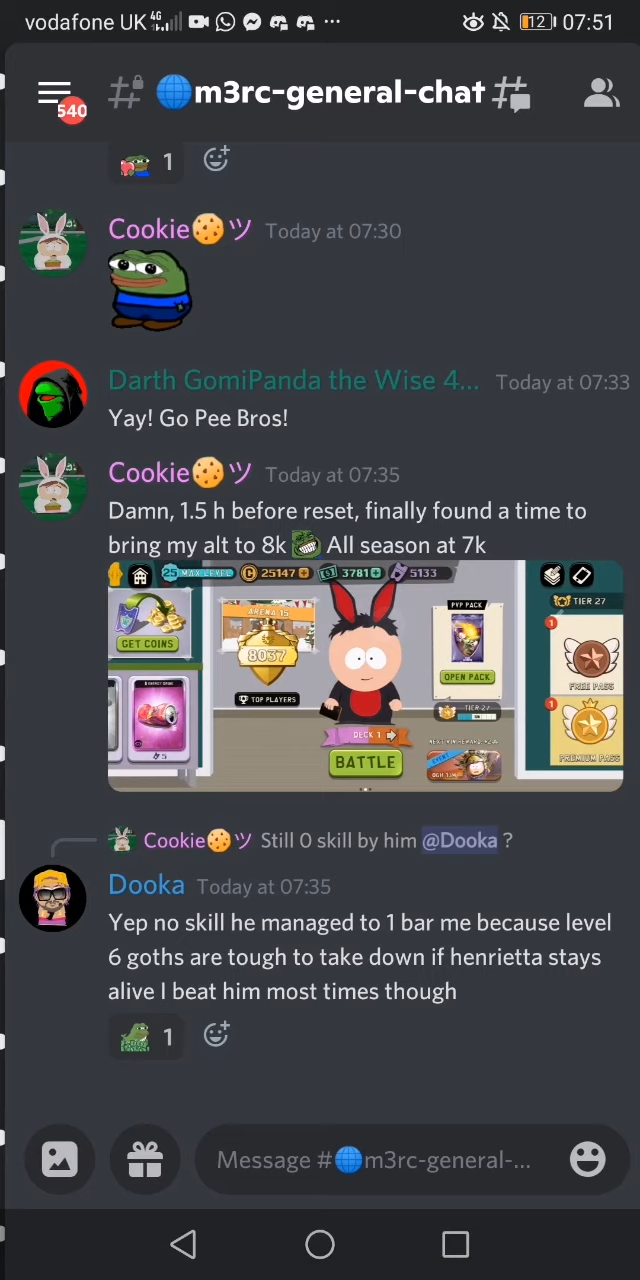 vodafone UK 4G ... 12 07:51
540 m3rc-general-chat
1
Cookie🍪ツ Today at 07:30
Darth GomiPanda the Wise 4... Today at 07:33
Yay! Go Pee Bros!
Cookie🍪ツ Today at 07:35
Damn, 1.5 h before reset, finally found a time to
bring my alt to 8k All season at 7k
25 MAX LEVEL 25147 3781 5133
GET COINS
ARENA 15
8037
TOP PLAYERS
DECK 1
BATTLE
PVP PACK
OPEN PACK
TIER 27
EVENT
TIER 27
1
FREE PASS
1
PREMIUM PASS
Cookie🍪ツ Still 0 skill by him @Dooka ?
Dooka Today at 07:35
Yep no skill he managed to 1 bar me because level
6 goths are tough to take down if henrietta stays
alive I beat him most times though
1
Message #🌐m3rc-general-...